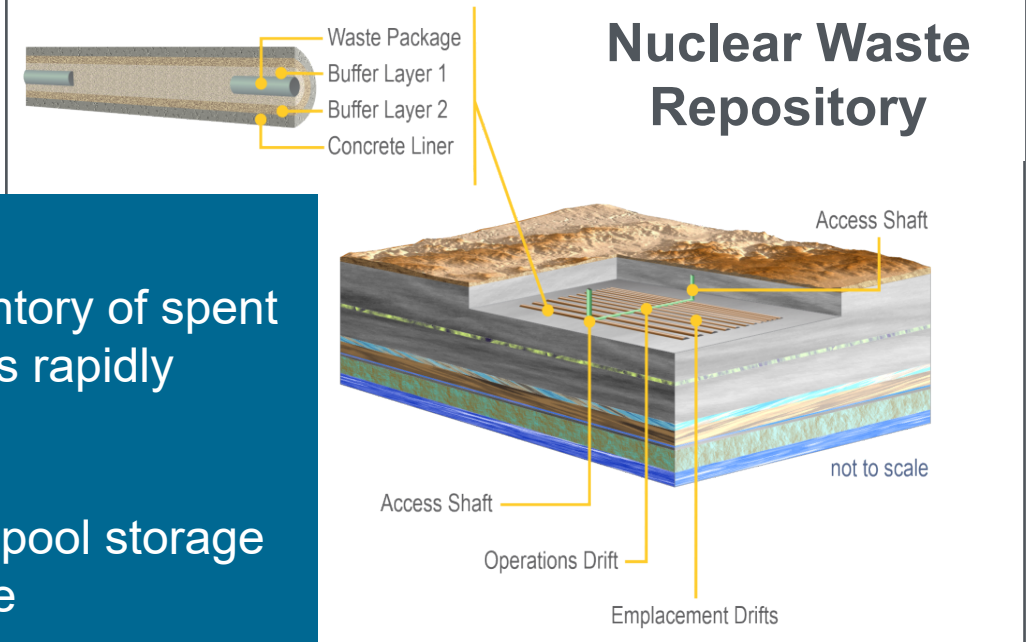 Nuclear Waste
Repository
Waste Package
Buffer Layer 1
Buffer Layer 2
Concrete Liner
Access Shaft
ntory of spent
s rapidly
pool storage
e
not to scale
Access Shaft
Operations Drift
Emplacement Drifts